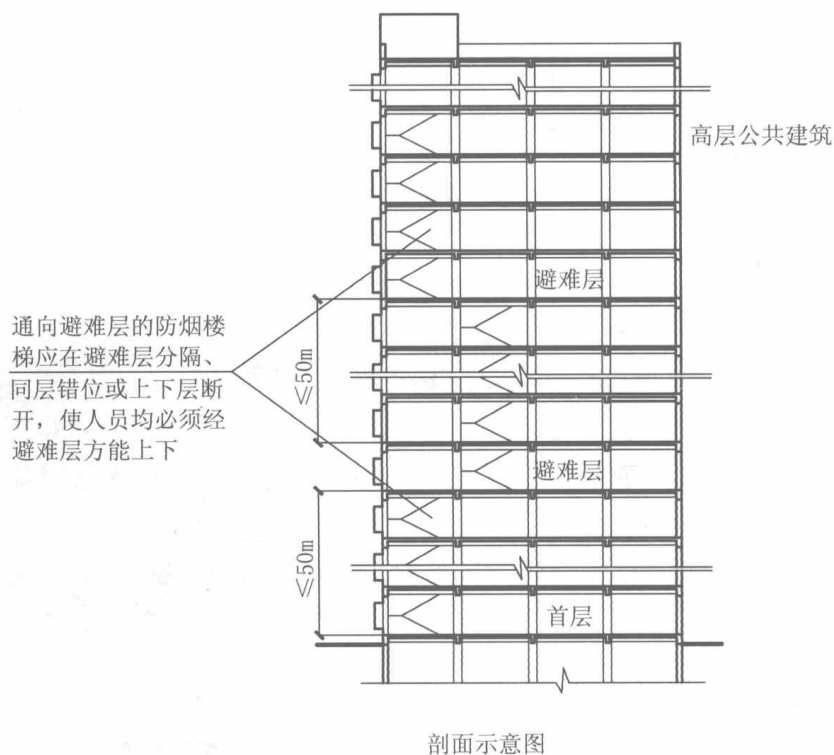 高层公共建筑
避难层
通向避难层的防烟楼
梯应在避难层分隔、
同层错位或上下层断
开，使人员均必须经
避难层方能上下
≤50m
避难层
≤50m
首层
剖面示意图